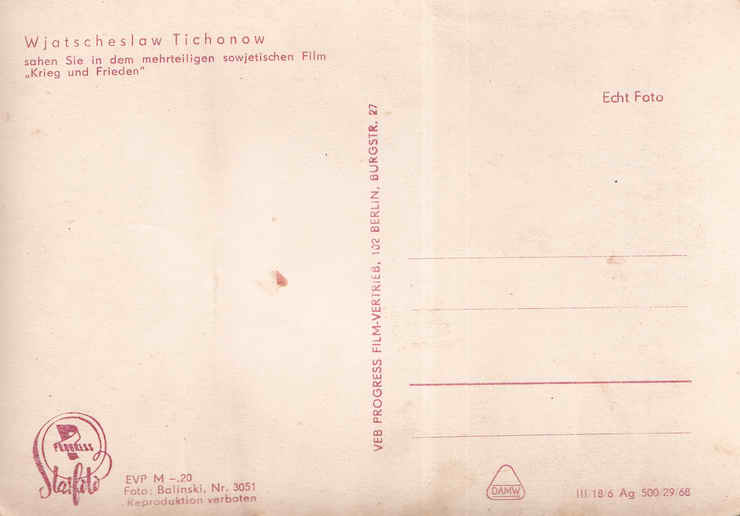 Wjatscheslaw Tichonow
sahen Sie in dem mehrteiligen sowjetischen Film
„Krieg und Frieden"
Echt Foto
VEB PROGRESS FILM-VERTRIEB, 102 BERLIN, BURGSTR. 27
PROGRESS
Starfoto
EVP M –.20
Foto: Balinski, Nr. 3051
Reproduktion verboten
DAMW
III 18/6 Ag 500/29/68